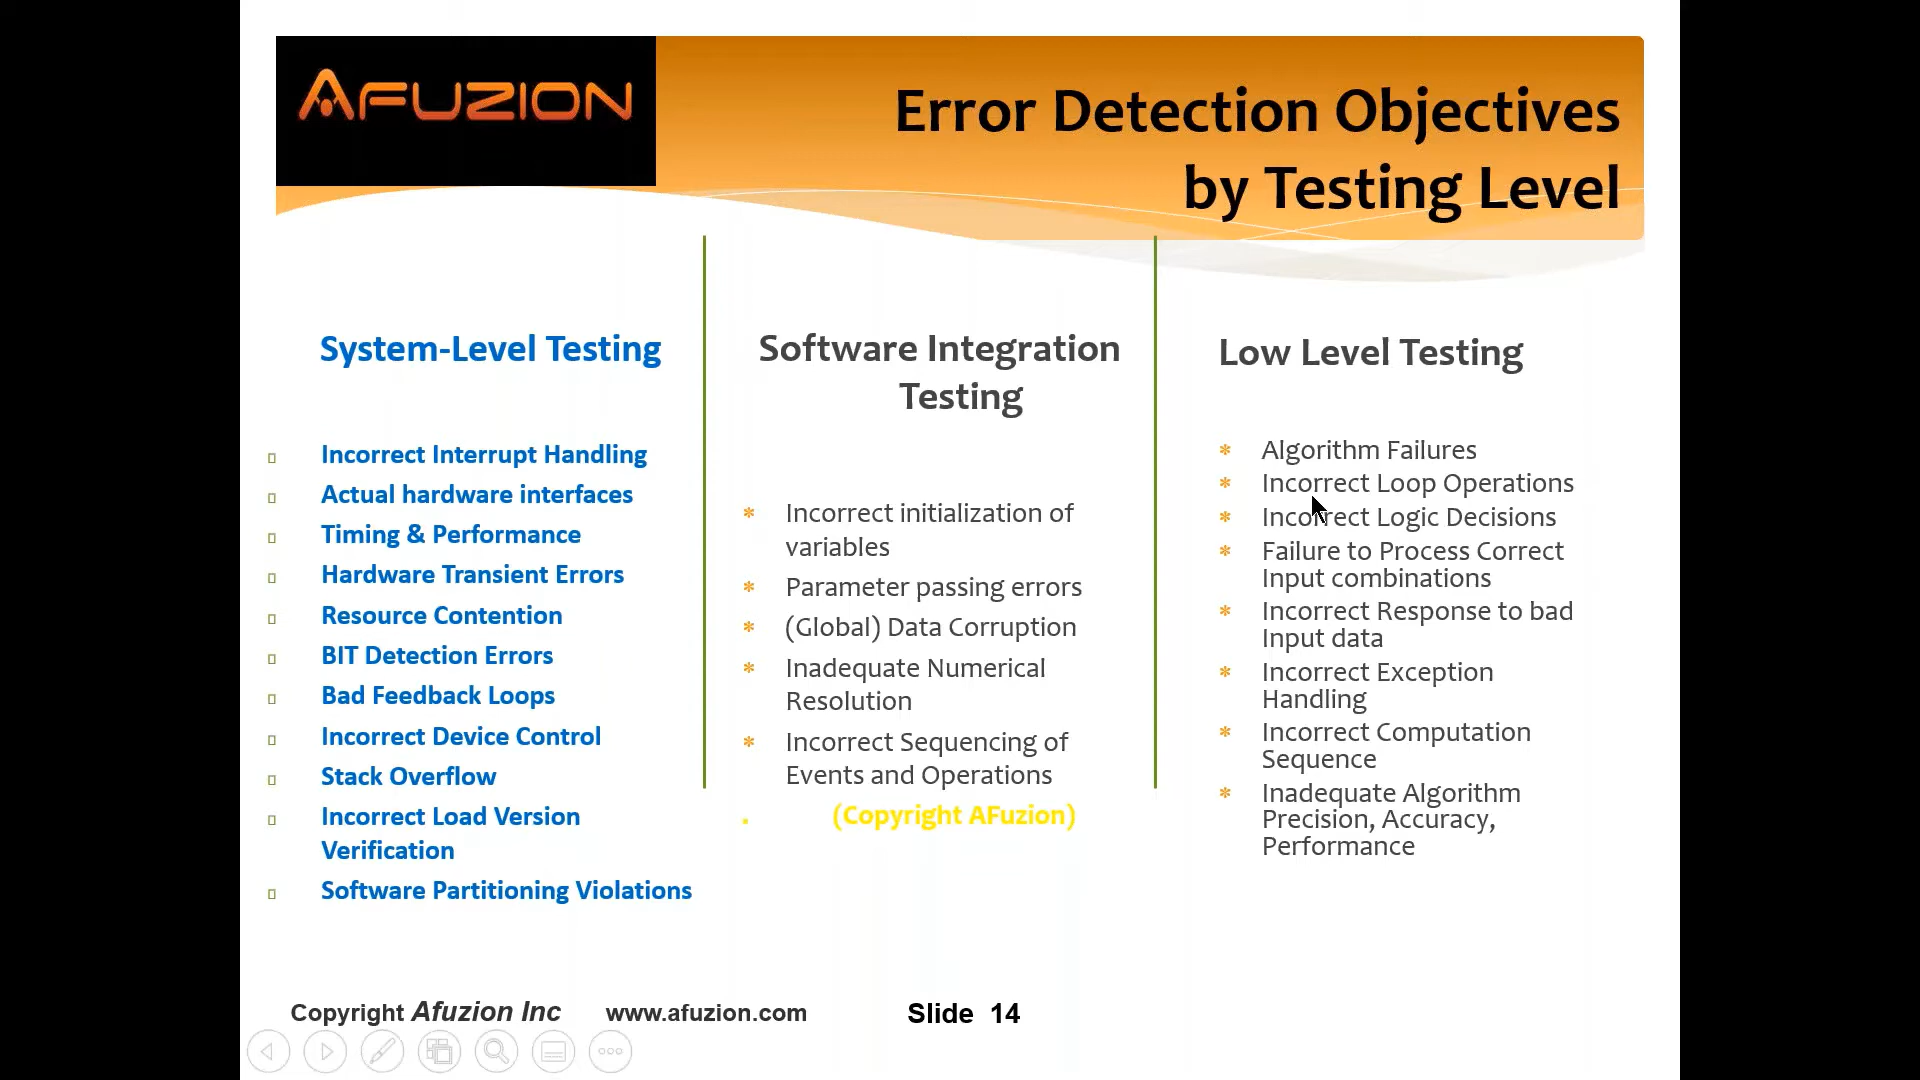 AFUZION
Error Detection Objectives
by Testing Level
System-Level Testing
Incorrect Interrupt Handling
Actual hardware interfaces
Timing & Performance
Hardware Transient Errors
Resource Contention
BIT Detection Errors
Bad Feedback Loops
Incorrect Device Control
Stack Overflow
Incorrect Load Version
Verification
Software Partitioning Violations
Software Integration
Testing
Incorrect initialization of
variables
Parameter passing errors
(Global) Data Corruption
Inadequate Numerical
Resolution
Incorrect Sequencing of
Events and Operations
(Copyright AFuzion)
Low Level Testing
Algorithm Failures
Incorrect Loop Operations
Incorrect Logic Decisions
Failure to Process Correct
Input combinations
Incorrect Response to bad
Input data
Incorrect Exception
Handling
Incorrect Computation
Sequence
Inadequate Algorithm
Precision, Accuracy,
Performance
Copyright Afuzion Inc www.afuzion.com Slide 14